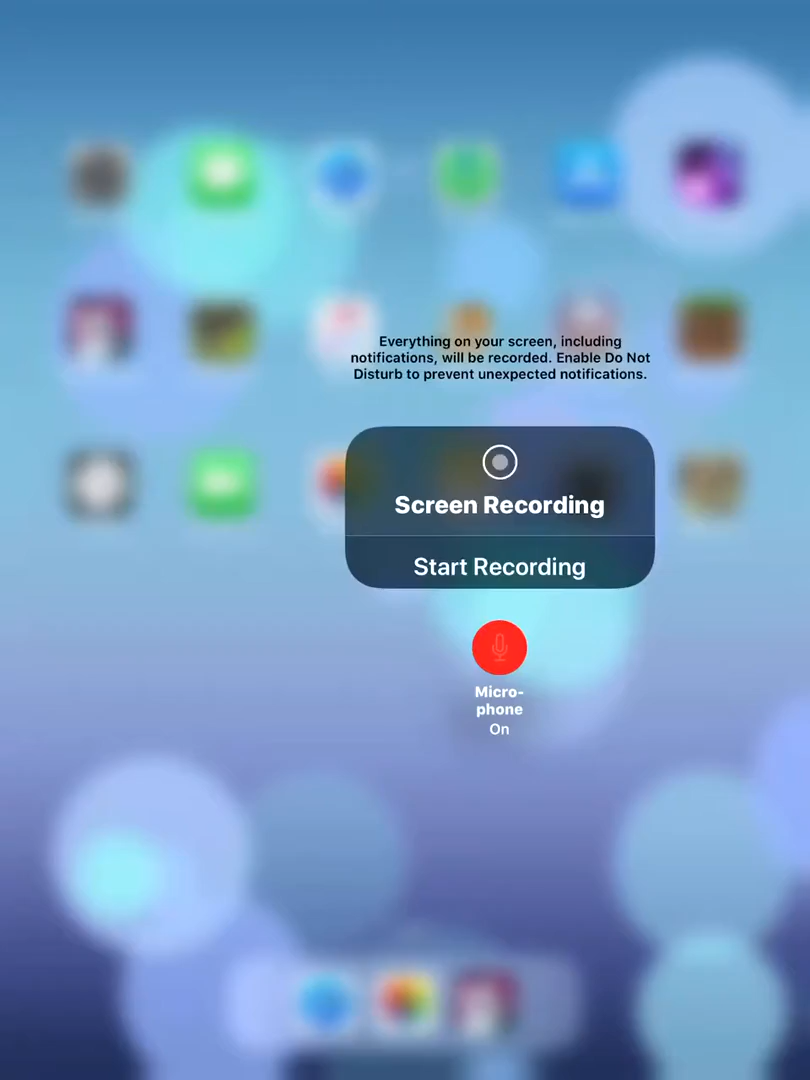 Everything on your screen, including
notifications, will be recorded. Enable Do Not
Disturb to prevent unexpected notifications.
Screen Recording
Start Recording
Micro-
phone
On